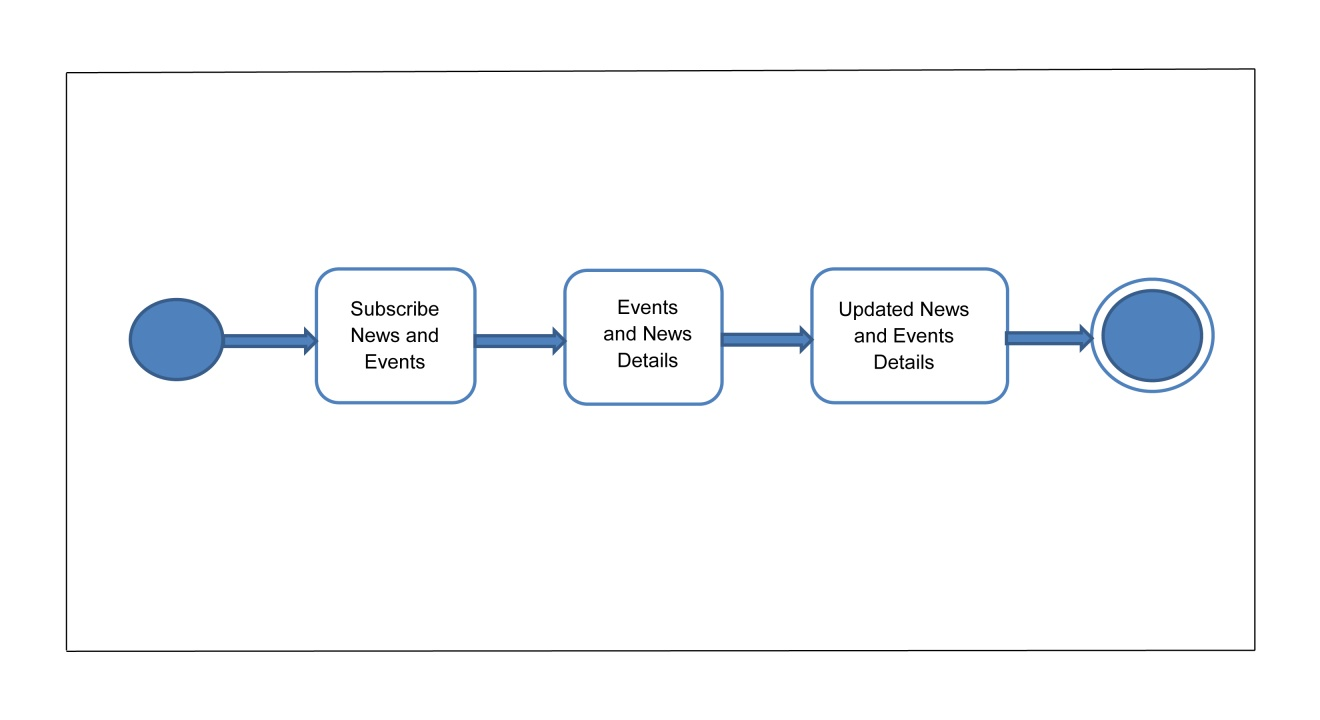 Subscribe
News and
Events
Events
and News
Details
Updated News
and Events
Details